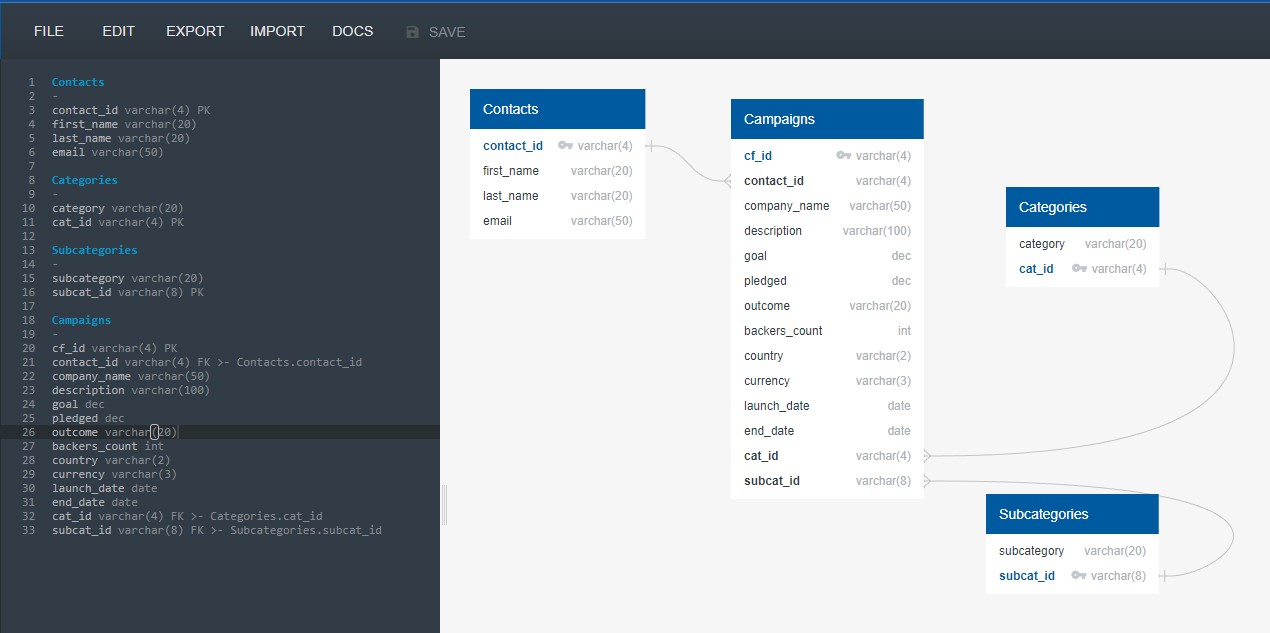 FILE EDIT EXPORT IMPORT DOCS SAVE
1 Contacts
2 -
3 contact_id varchar(4) PK
4 first_name varchar(20)
5 last_name varchar(20)
6 email varchar(50)
7
8 Categories
9 -
10 category varchar(20)
11 cat_id varchar(4) PK
12
13 Subcategories
14 -
15 subcategory varchar(20)
16 subcat_id varchar(8) PK
17
18 Campaigns
19 -
20 cf_id varchar(4) PK
21 contact_id varchar(4) FK >- Contacts.contact_id
22 company_name varchar(50)
23 description varchar(100)
24 goal dec
25 pledged dec
26 outcome varchar(20)
27 backers_count int
28 country varchar(2)
29 currency varchar(3)
30 launch_date date
31 end_date date
32 cat_id varchar(4) FK >- Categories.cat_id
33 subcat_id varchar(8) FK >- Subcategories.subcat_id
Contacts
contact_id varchar(4)
first_name varchar(20)
last_name varchar(20)
email varchar(50)
Campaigns
cf_id varchar(4)
contact_id varchar(4)
company_name varchar(50)
description varchar(100)
goal dec
pledged dec
outcome varchar(20)
backers_count int
country varchar(2)
currency varchar(3)
launch_date date
end_date date
cat_id varchar(4)
subcat_id varchar(8)
Categories
category varchar(20)
cat_id varchar(4)
Subcategories
subcategory varchar(20)
subcat_id varchar(8)